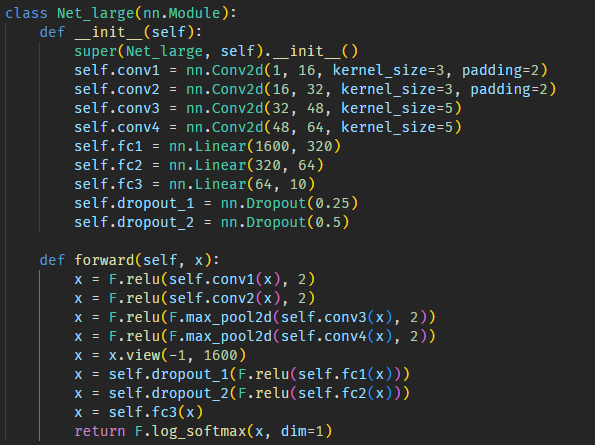 class Net_large(nn.Module):
    def __init__(self):
        super(Net_large, self).__init__()
        self.conv1 = nn.Conv2d(1, 16, kernel_size=3, padding=2)
        self.conv2 = nn.Conv2d(16, 32, kernel_size=3, padding=2)
        self.conv3 = nn.Conv2d(32, 48, kernel_size=5)
        self.conv4 = nn.Conv2d(48, 64, kernel_size=5)
        self.fc1 = nn.Linear(1600, 320)
        self.fc2 = nn.Linear(320, 64)
        self.fc3 = nn.Linear(64, 10)
        self.dropout_1 = nn.Dropout(0.25)
        self.dropout_2 = nn.Dropout(0.5)

    def forward(self, x):
        x = F.relu(self.conv1(x), 2)
        x = F.relu(self.conv2(x), 2)
        x = F.relu(F.max_pool2d(self.conv3(x), 2))
        x = F.relu(F.max_pool2d(self.conv4(x), 2))
        x = x.view(-1, 1600)
        x = self.dropout_1(F.relu(self.fc1(x)))
        x = self.dropout_2(F.relu(self.fc2(x)))
        x = self.fc3(x)
        return F.log_softmax(x, dim=1)